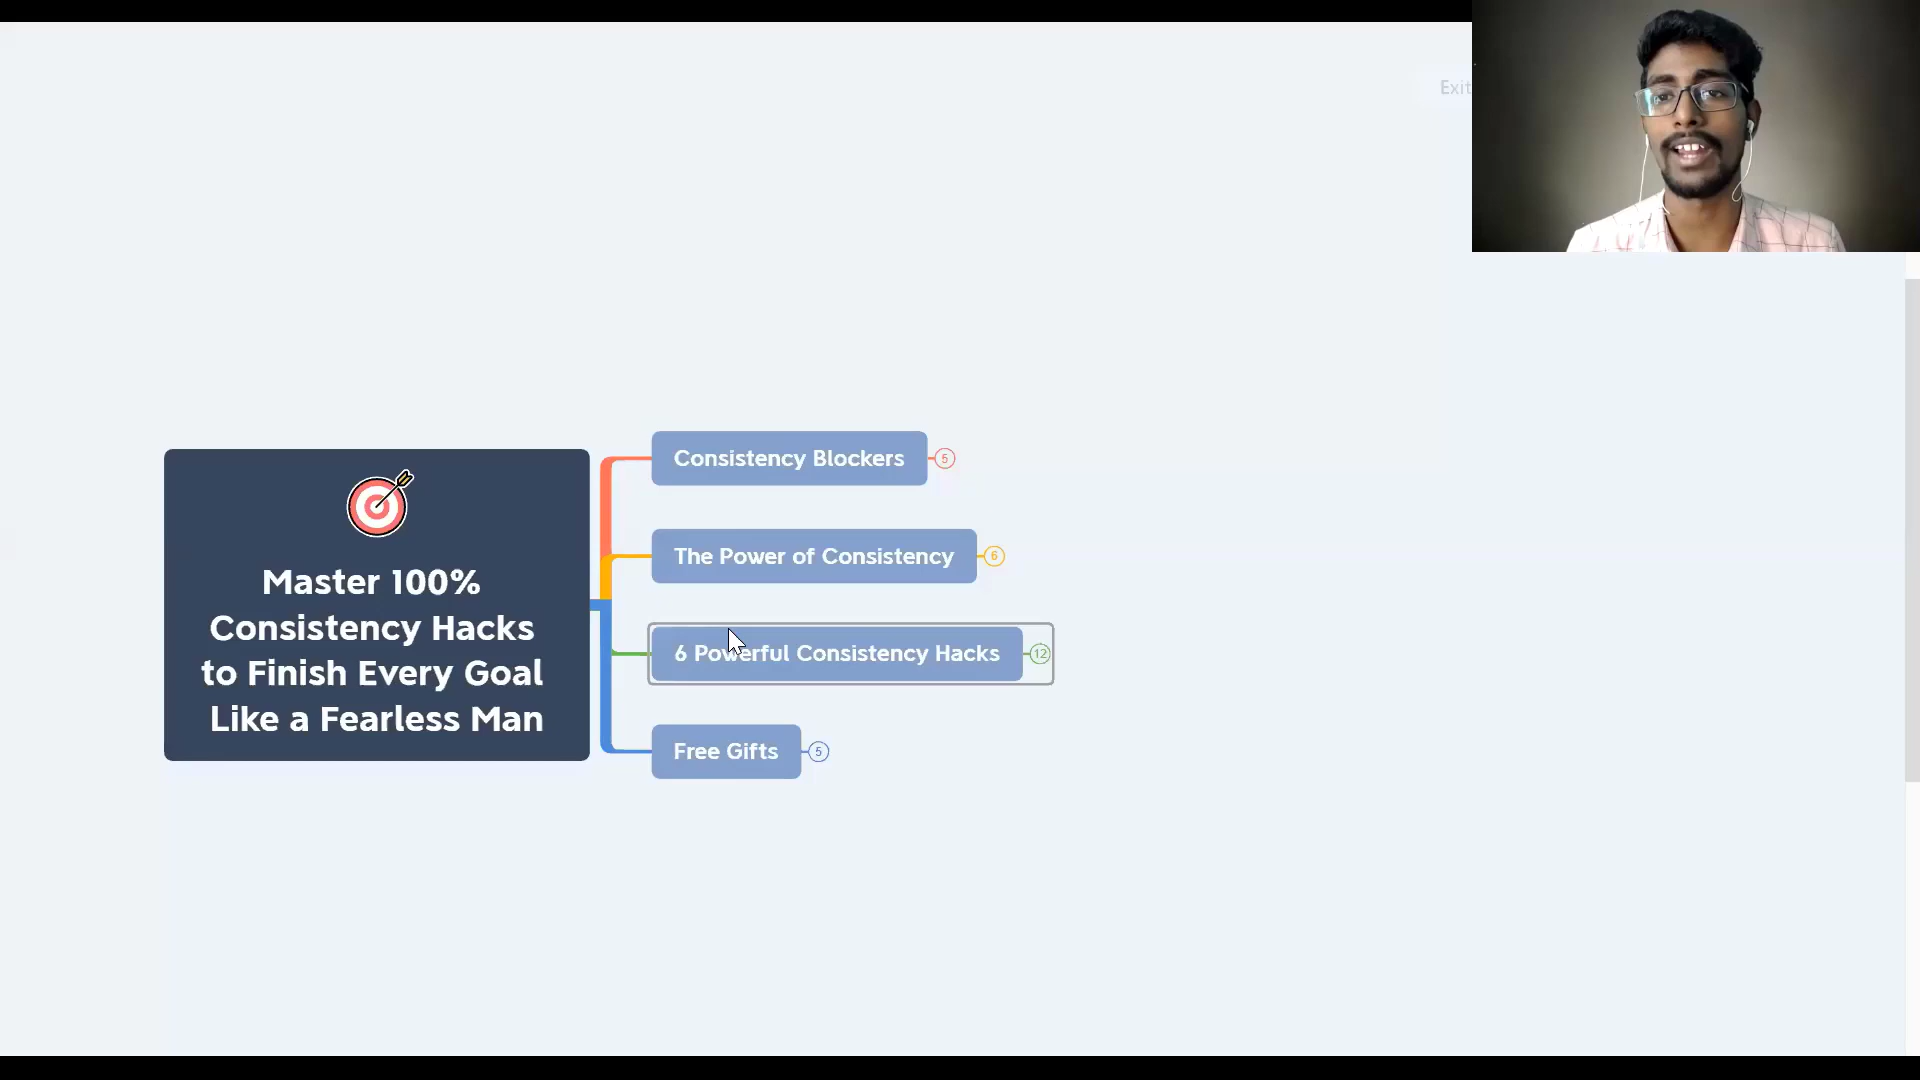 Exit
Master 100%
Consistency Hacks
to Finish Every Goal
Like a Fearless Man
Consistency Blockers 5
The Power of Consistency 6
6 Powerful Consistency Hacks 12
Free Gifts 5